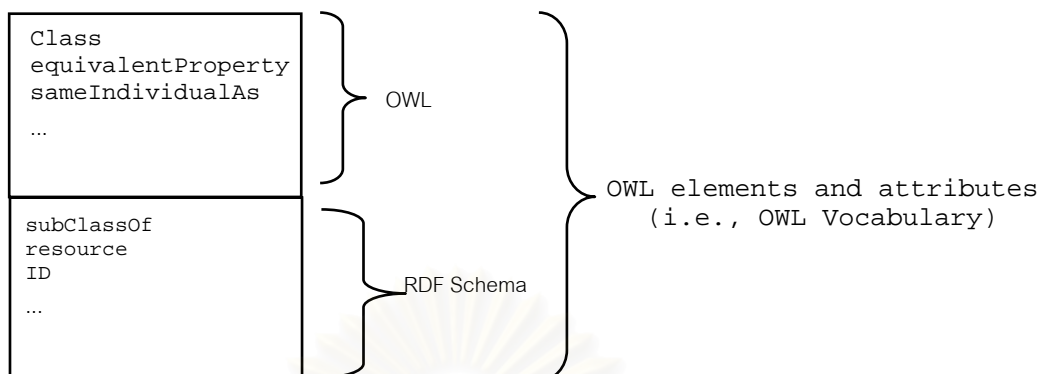 Class
equivalentProperty
sameIndividualAs
...
OWL
subClassOf
resource
ID
...
RDF Schema
OWL elements and attributes
(i.e., OWL Vocabulary)